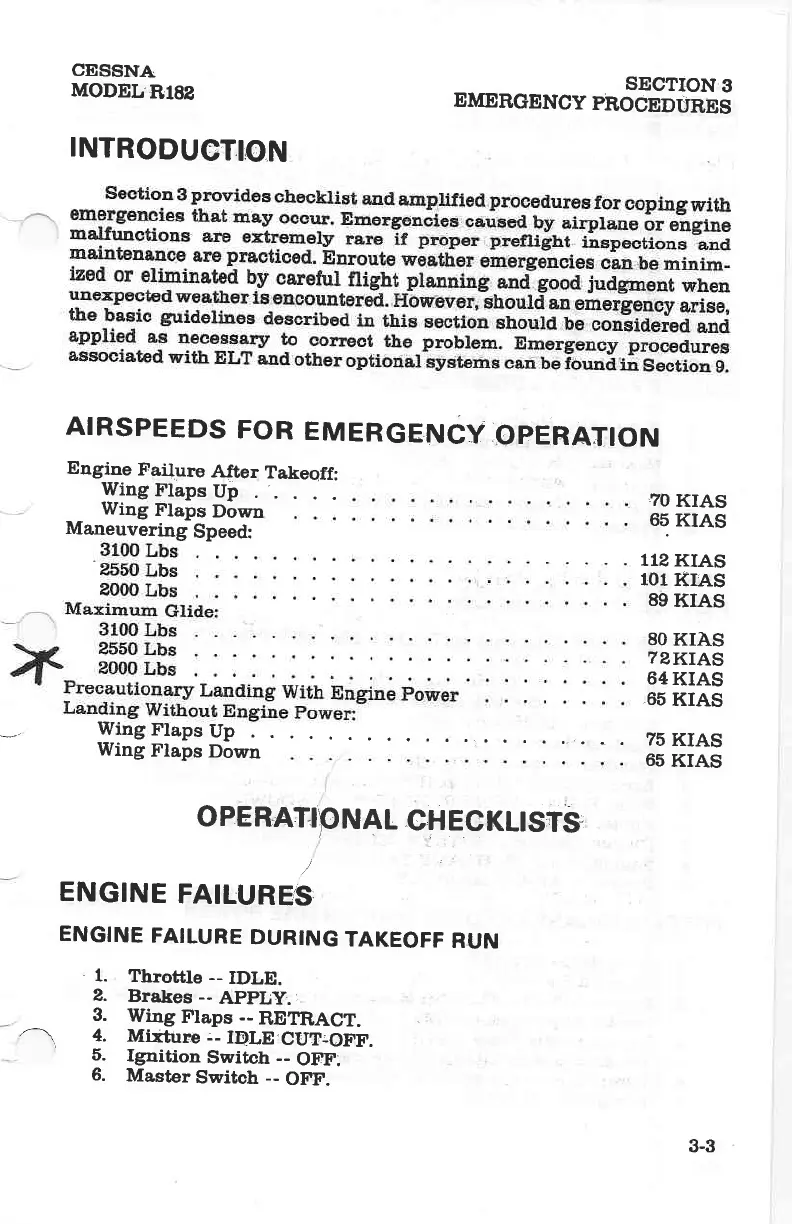 CESSNA
MODEL R182
SECTION 3
EMERGENCY PROCEDURES
INTRODUCTION
Section 3 provides checklist and amplified procedures for coping with
emergencies that may occur. Emergencies caused by airplane or engine
malfunctions are extremely rare if proper preflight inspections and
maintenance are practiced. Enroute weather emergencies can be minim-
ized or eliminated by careful flight planning and good judgment when
unexpected weather is encountered. However, should an emergency arise,
the basic guidelines described in this section should be considered and
applied as necessary to correct the problem. Emergency procedures
associated with ELT and other optional systems can be found in Section 9.
AIRSPEEDS FOR EMERGENCY OPERATION
Engine Failure After Takeoff:
Wing Flaps Up . . . . . . . . . . . . . . . . . . . . 70 KIAS
Wing Flaps Down . . . . . . . . . . . . . . . . . . 65 KIAS
Maneuvering Speed:
3100 Lbs . . . . . . . . . . . . . . . . . . . . . . . 112 KIAS
2550 Lbs . . . . . . . . . . . . . . . . . . . . . . . 101 KIAS
2000 Lbs . . . . . . . . . . . . . . . . . . . . . . . 89 KIAS
Maximum Glide:
3100 Lbs . . . . . . . . . . . . . . . . . . . . . . . 80 KIAS
2550 Lbs . . . . . . . . . . . . . . . . . . . . . . . 72 KIAS
2000 Lbs . . . . . . . . . . . . . . . . . . . . . . . 64 KIAS
Precautionary Landing With Engine Power . . . . . . . . 65 KIAS
Landing Without Engine Power:
Wing Flaps Up . . . . . . . . . . . . . . . . . . . . 75 KIAS
Wing Flaps Down . . . . . . . . . . . . . . . . . . 65 KIAS
OPERATIONAL CHECKLISTS
ENGINE FAILURES
ENGINE FAILURE DURING TAKEOFF RUN
1. Throttle -- IDLE.
2. Brakes -- APPLY.
3. Wing Flaps -- RETRACT.
4. Mixture -- IDLE CUT-OFF.
5. Ignition Switch -- OFF.
6. Master Switch -- OFF.
3-3